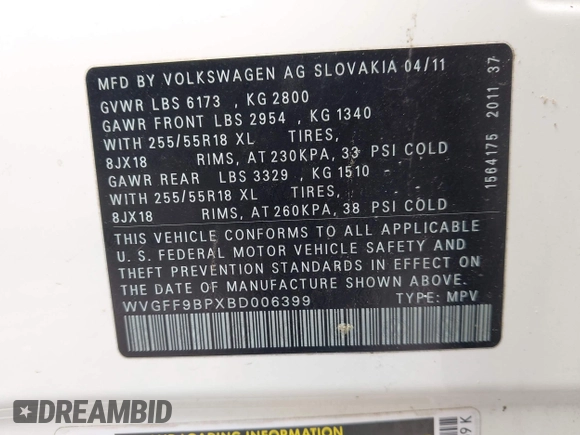 MFD BY VOLKSWAGEN AG SLOVAKIA 04/11
GVWR LBS 6173 , KG 2800
GAWR FRONT LBS 2954 , KG 1340
WITH 255/55R18 XL TIRES,
8JX18 RIMS, AT 230KPA, 33 PSI COLD
GAWR REAR LBS 3329 , KG 1510
WITH 255/55R18 XL TIRES,
8JX18 RIMS, AT 260KPA, 38 PSI COLD
THIS VEHICLE CONFORMS TO ALL APPLICABLE
U. S. FEDERAL MOTOR VEHICLE SAFETY AND
THEFT PREVENTION STANDARDS IN EFFECT ON
THE DATE OF MANUFACTURE SHOWN ABOVE.
WVGFF9BPXBD006399 TYPE: MPV
1564175 2011 37
LOADING INFORMATION
9K
DREAMBID